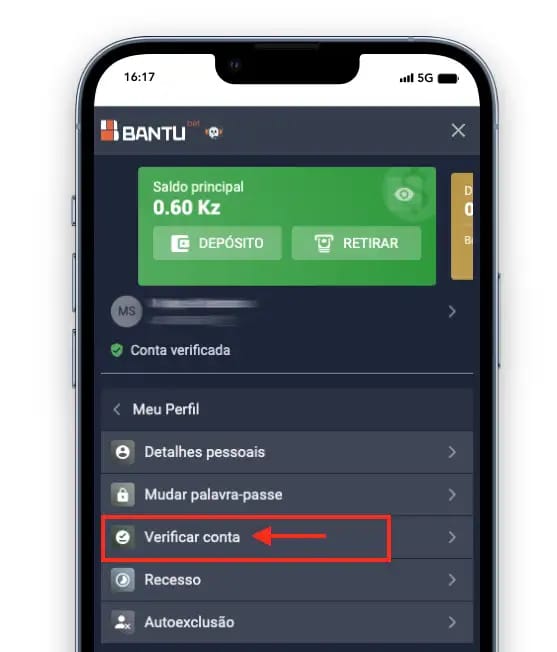 16:17
5G
BANTU bet
Saldo principal
0.60 Kz
DEPÓSITO
RETIRAR
D
0
B
MS
Conta verificada
Meu Perfil
Detalhes pessoais
Mudar palavra-passe
Verificar conta
Recesso
Autoexclusão